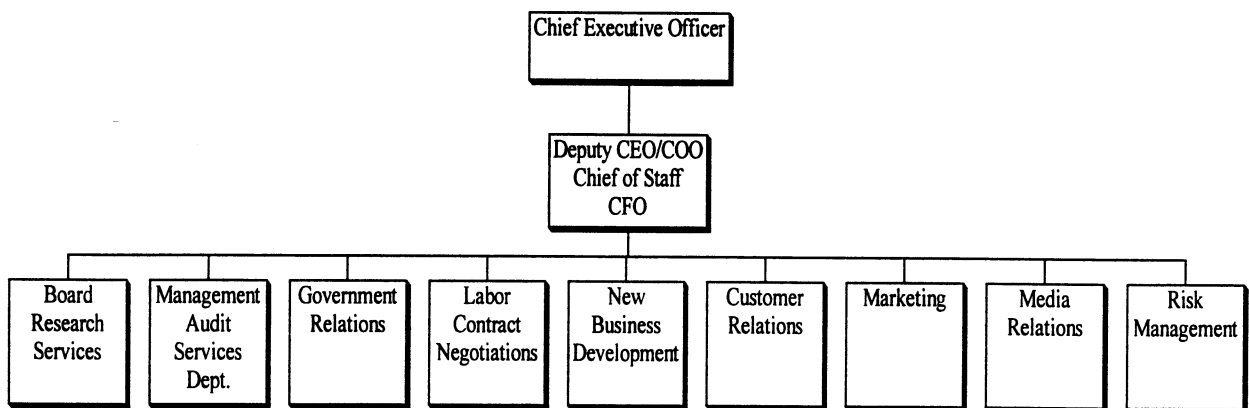 Chief Executive Officer
Deputy CEO/COO
Chief of Staff
CFO
Board
Research
Services
Management
Audit
Services
Dept.
Government
Relations
Labor
Contract
Negotiations
New
Business
Development
Customer
Relations
Marketing
Media
Relations
Risk
Management